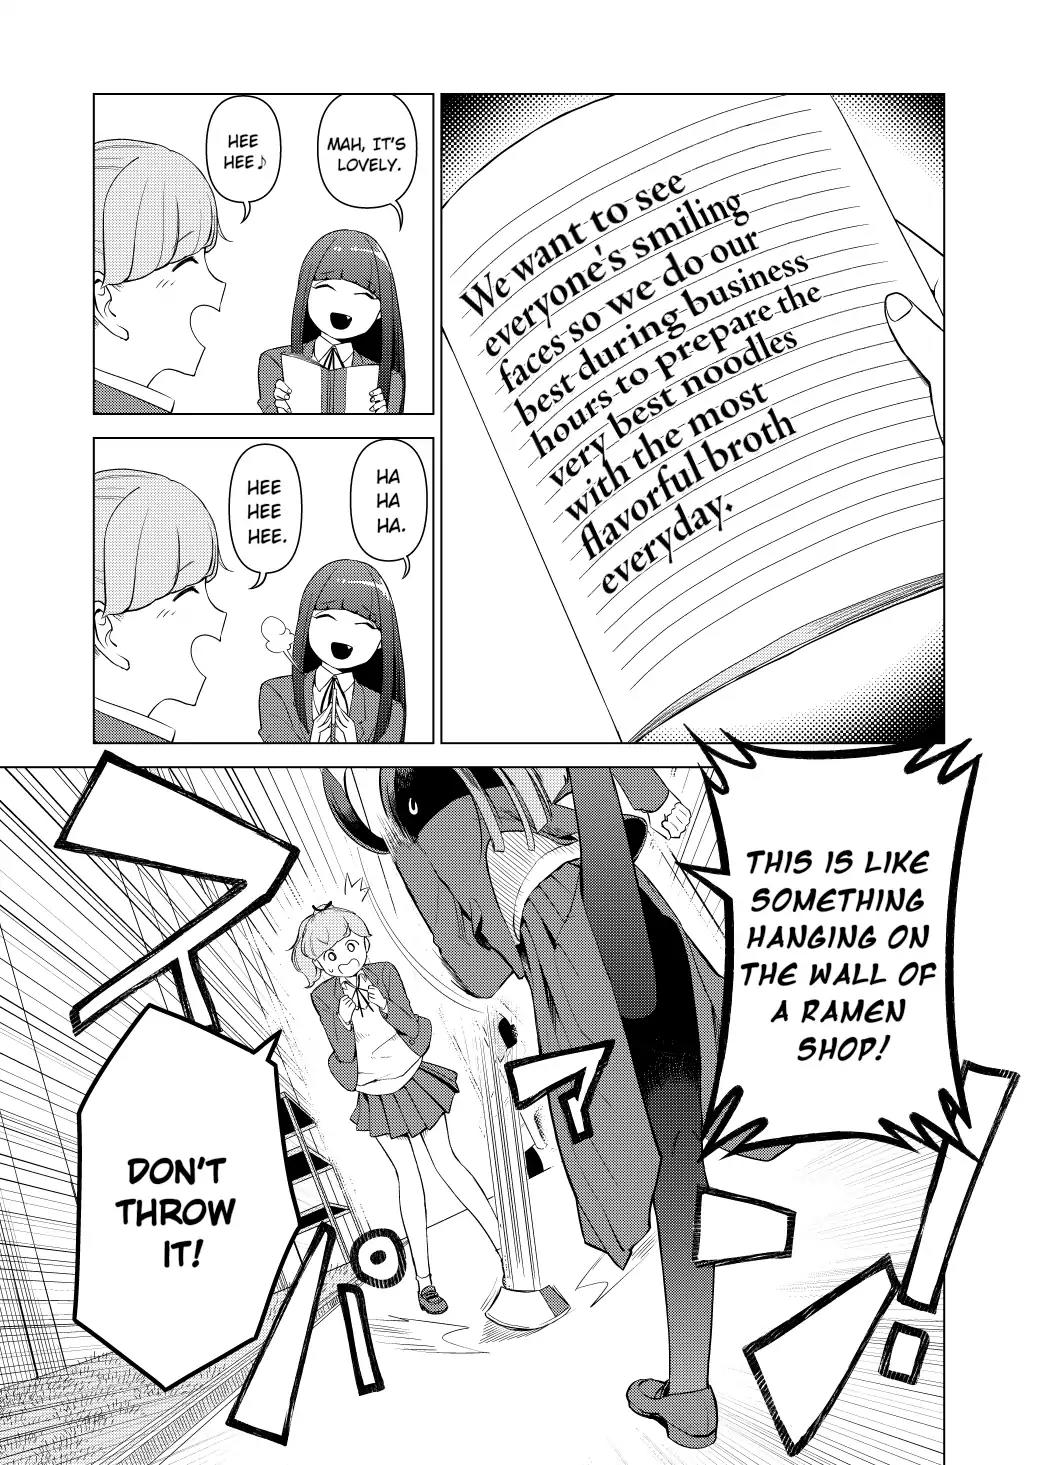 We want to see
everyone's smiling
faces so we do our
best during business
hours to prepare the
very best noodles
with the most
flavorful broth
everyday.
MAH, IT'S
LOVELY.
HEE
HEE♪
HA
HA
HA.
HEE
HEE
HEE.
THIS IS LIKE
SOMETHING
HANGING ON
THE WALL OF
A RAMEN
SHOP!
DON'T
THROW
IT!